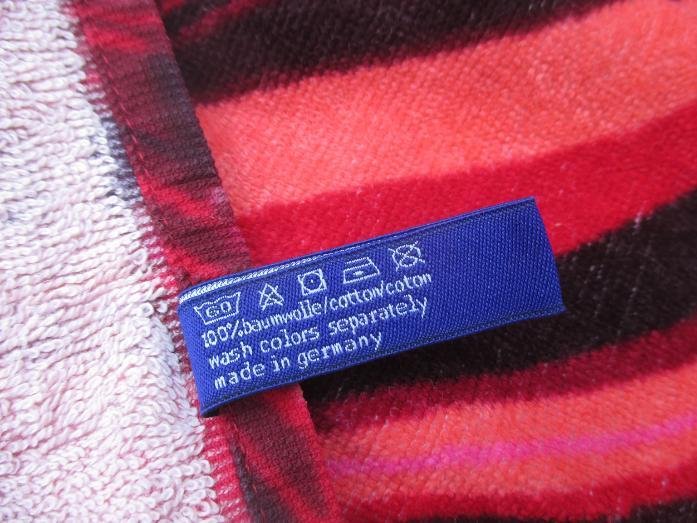 60
100%baumwolle/cotton/coton
wash colors separately
made in germany